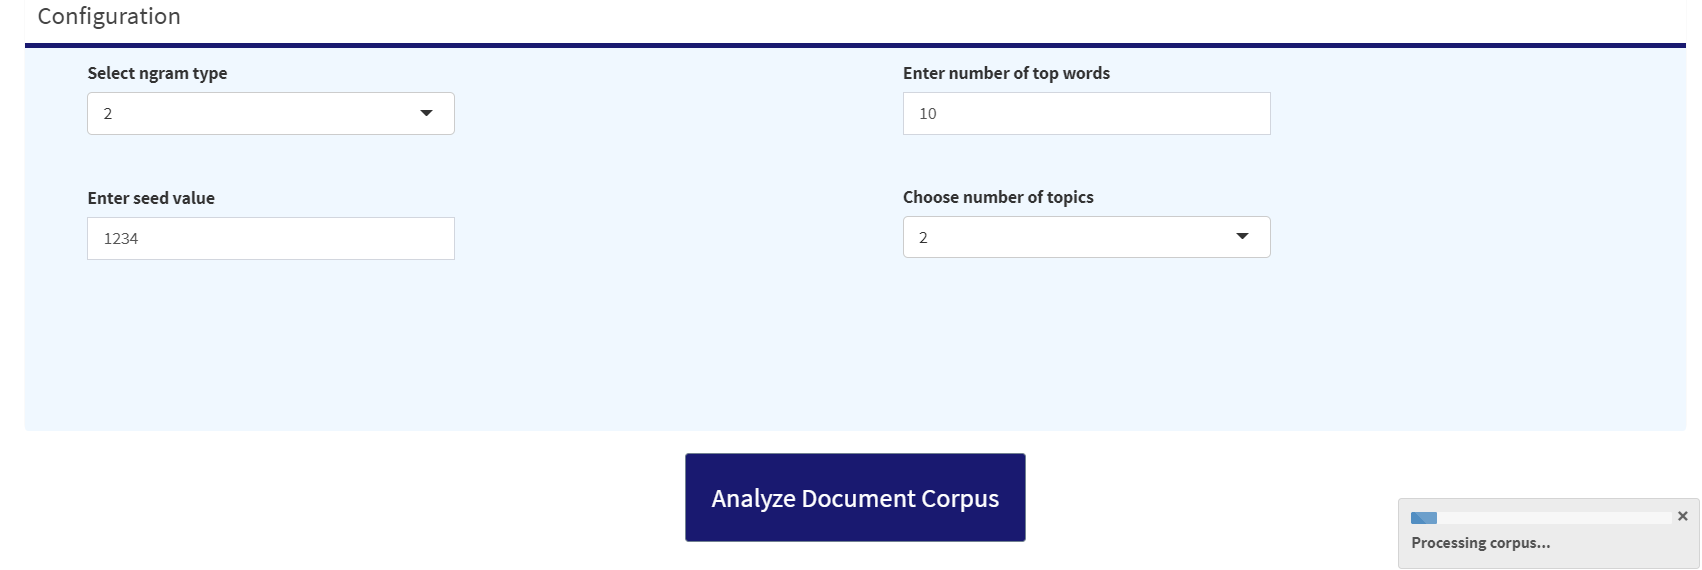 Configuration
Select ngram type
2
Enter number of top words
10
Enter seed value
1234
Choose number of topics
2
Analyze Document Corpus
Processing corpus...